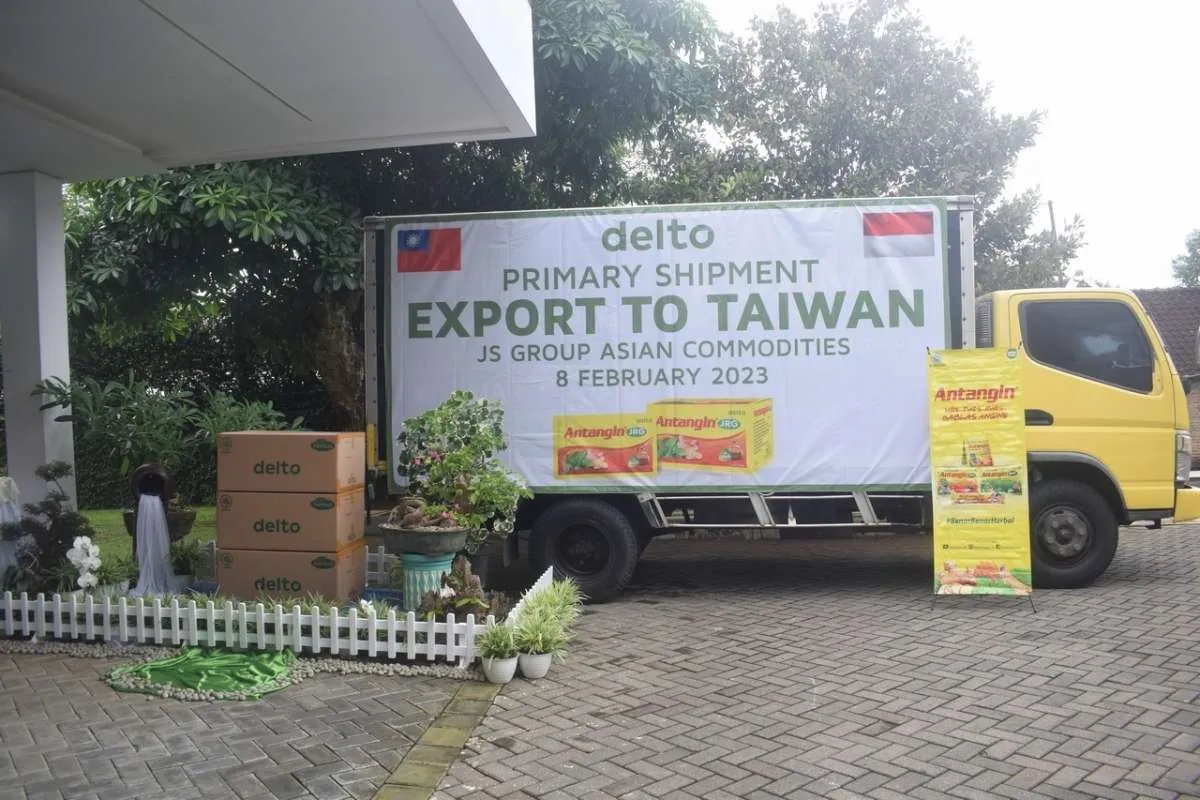 delto
PRIMARY SHIPMENT
EXPORT TO TAIWAN
JS GROUP ASIAN COMMODITIES
8 FEBRUARY 2023
Antangin JRG
delto
Antangin JRG
delto
delto
delto
Antangin